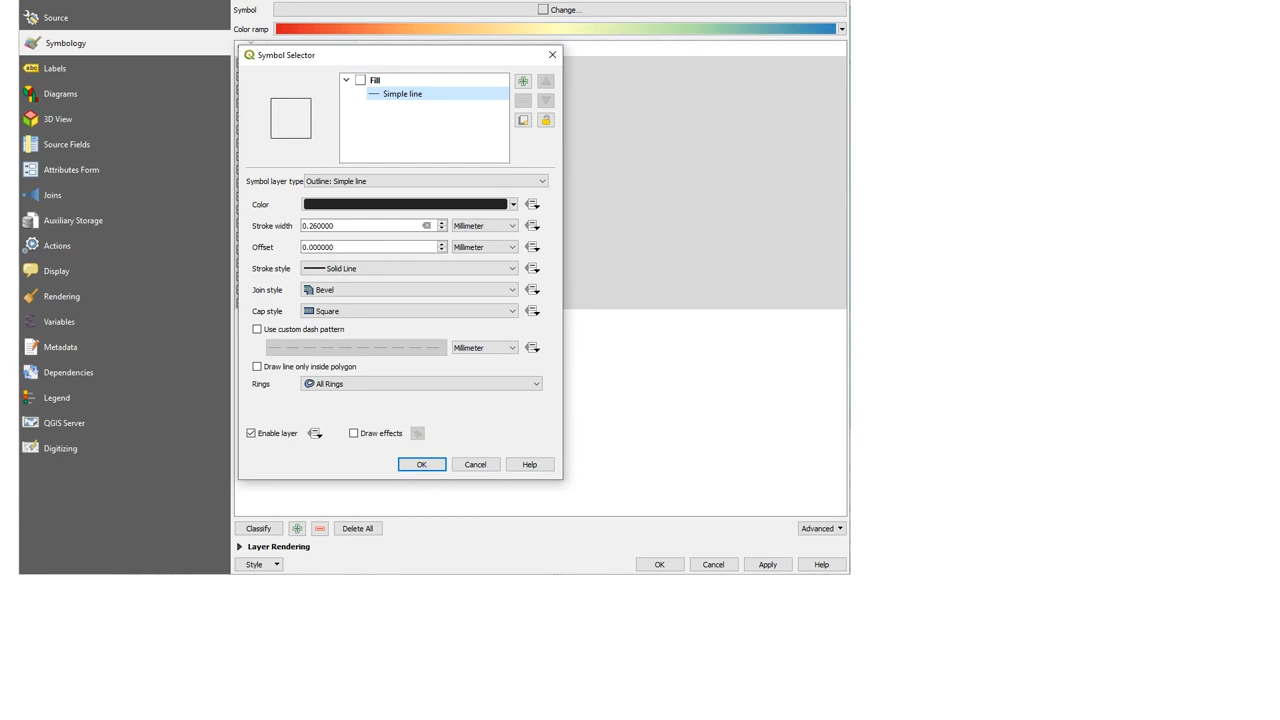 Source
Symbology
Labels
Diagrams
3D View
Source Fields
Attributes Form
Joins
Auxiliary Storage
Actions
Display
Rendering
Variables
Metadata
Dependencies
Legend
QGIS Server
Digitizing
Symbol Change...
Color ramp
Symbol Selector
Fill
Simple line
Symbol layer type Outline: Simple line
Color
Stroke width 0.260000 Millimeter
Offset 0.000000 Millimeter
Stroke style Solid Line
Join style Bevel
Cap style Square
Use custom dash pattern
Millimeter
Draw line only inside polygon
Rings All Rings
Enable layer Draw effects
OK Cancel Help
Classify Delete All Advanced
Layer Rendering
Style OK Cancel Apply Help